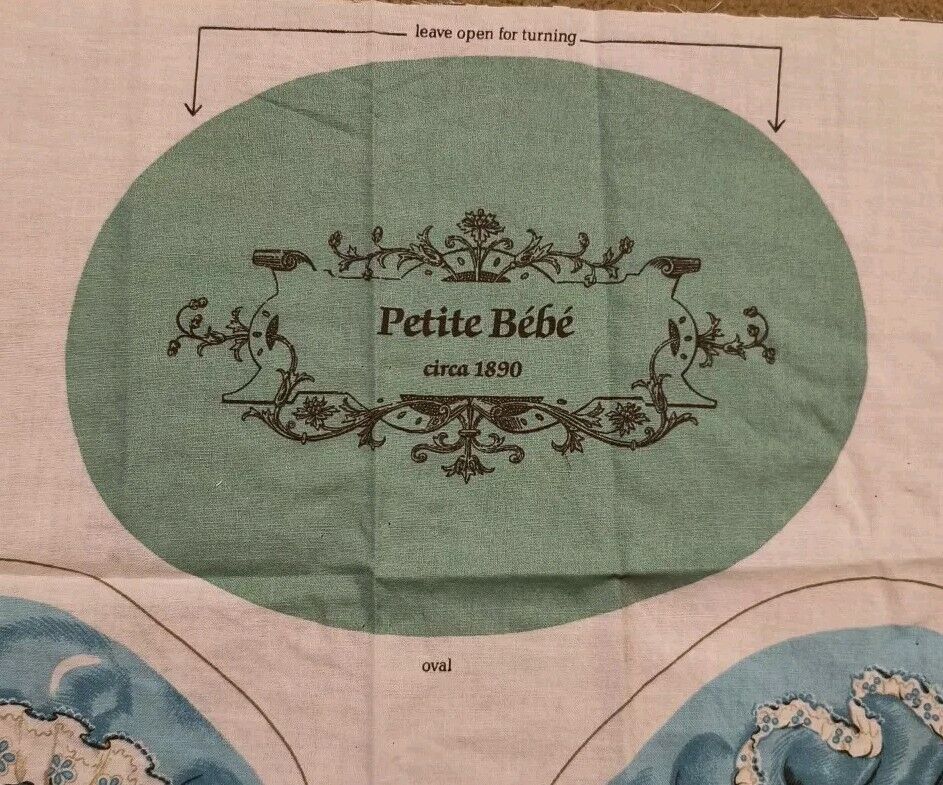 leave open for turning
Petite Bébé
circa 1890
oval